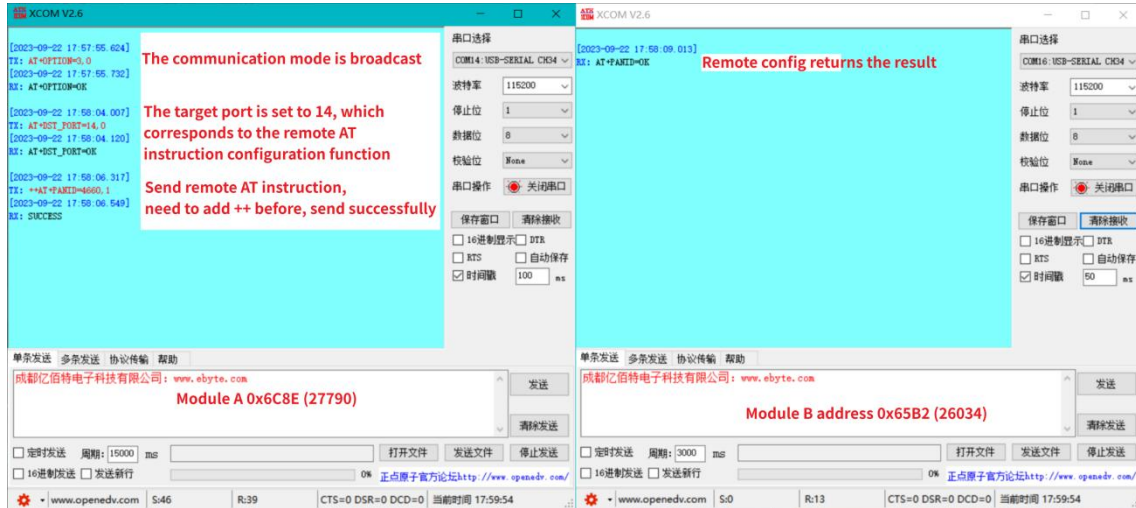 XCOM V2.6
[2023-09-22 17:57:55.624]
TX: AT+OPTION=3,0
[2023-09-22 17:57:55.732]
RX: AT+OPTION=OK
The communication mode is broadcast
[2023-09-22 17:58:04.007]
TX: AT+DST_PORT=14,0
[2023-09-22 17:58:04.120]
RX: AT+DST_PORT=OK
The target port is set to 14, which
corresponds to the remote AT
instruction configuration function
[2023-09-22 17:58:06.317]
TX: ++AT+PANID=4660,1
[2023-09-22 17:58:06.549]
RX: SUCCESS
Send remote AT instruction,
need to add ++ before, send successfully
串口选择
COM14:USB-SERIAL CH34
波特率 115200
停止位 1
数据位 8
校验位 None
串口操作 关闭串口
保存窗口 清除接收
16进制显示 DTR
RTS 自动保存
时间戳 100 ms
单条发送 多条发送 协议传输 帮助
成都亿佰特电子科技有限公司：www.ebyte.com
Module A 0x6C8E (27790)
发送
清除发送
定时发送 周期: 15000 ms 打开文件 发送文件 停止发送
16进制发送 发送新行 0% 正点原子官方论坛http://www.openedv.com/
www.openedv.com S:46 R:39 CTS=0 DSR=0 DCD=0 当前时间 17:59:54
XCOM V2.6
[2023-09-22 17:58:09.013]
RX: AT+PANID=OK
Remote config returns the result
串口选择
COM16:USB-SERIAL CH34
波特率 115200
停止位 1
数据位 8
校验位 None
串口操作 关闭串口
保存窗口 清除接收
16进制显示 DTR
RTS 自动保存
时间戳 50 ms
单条发送 多条发送 协议传输 帮助
成都亿佰特电子科技有限公司：www.ebyte.com
Module B address 0x65B2 (26034)
发送
清除发送
定时发送 周期: 3000 ms 打开文件 发送文件 停止发送
16进制发送 发送新行 0% 正点原子官方论坛http://www.openedv.com/
www.openedv.com S:0 R:13 CTS=0 DSR=0 DCD=0 当前时间 17:59:54